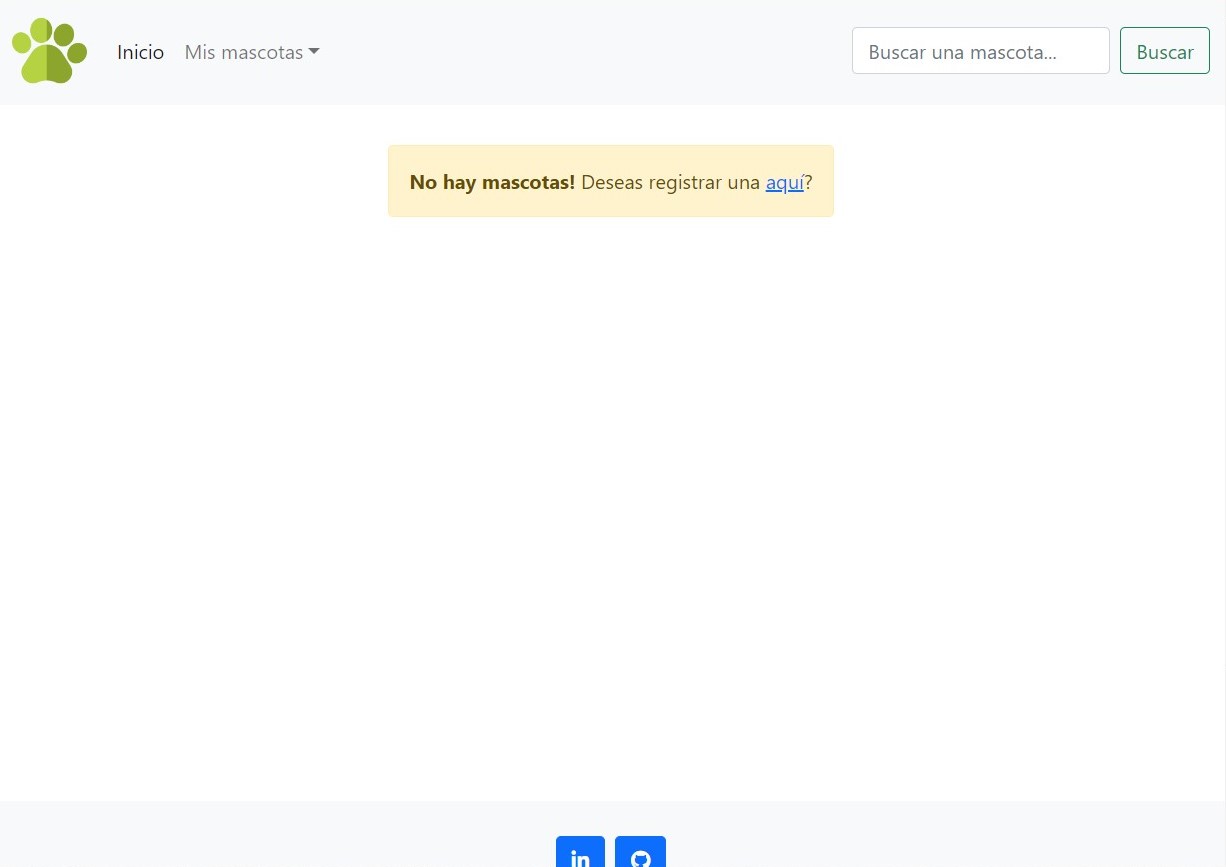 Inicio
Mis mascotas
Buscar una mascota...
Buscar
No hay mascotas! Deseas registrar una aquí?
in